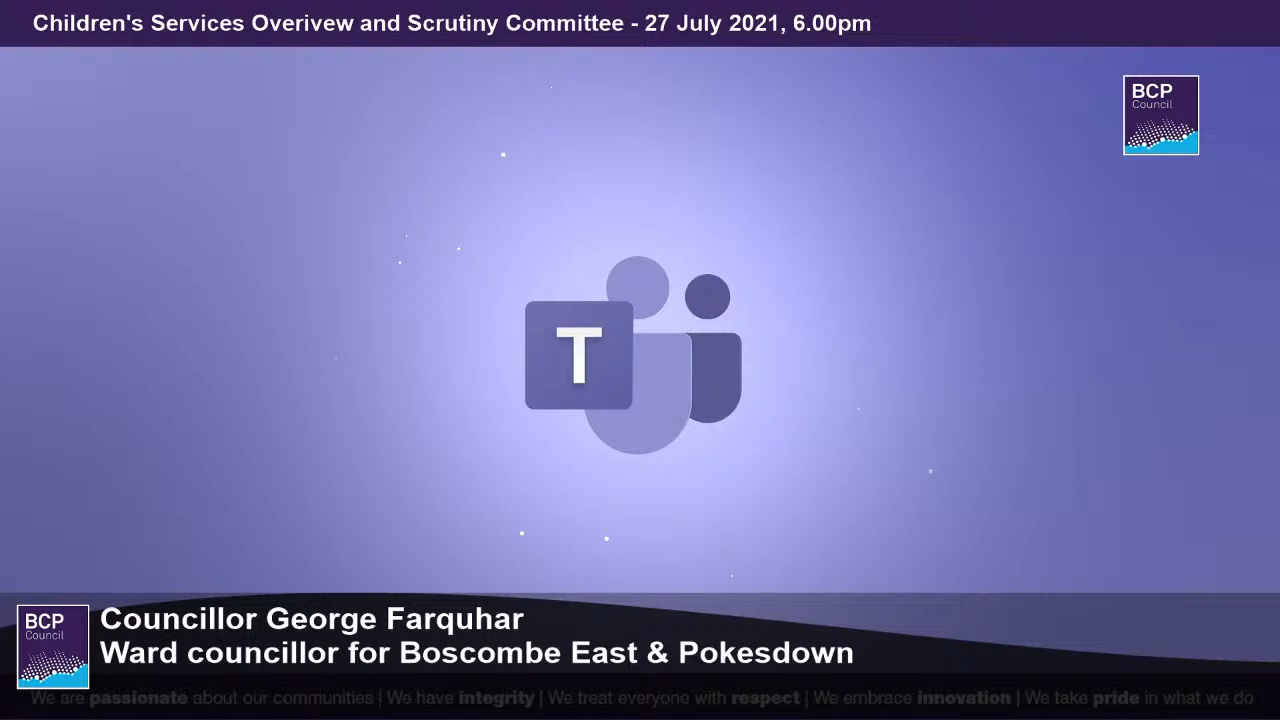 Children's Services Overivew and Scrutiny Committee - 27 July 2021, 6.00pm
BCP
Council
T
BCP
Council
Councillor George Farquhar
Ward councillor for Boscombe East & Pokesdown
We are passionate about our communities | We have integrity | We treat everyone with respect | We embrace innovation | We take pride in what we do